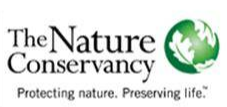 The Nature
Conservancy
Protecting nature. Preserving life.™